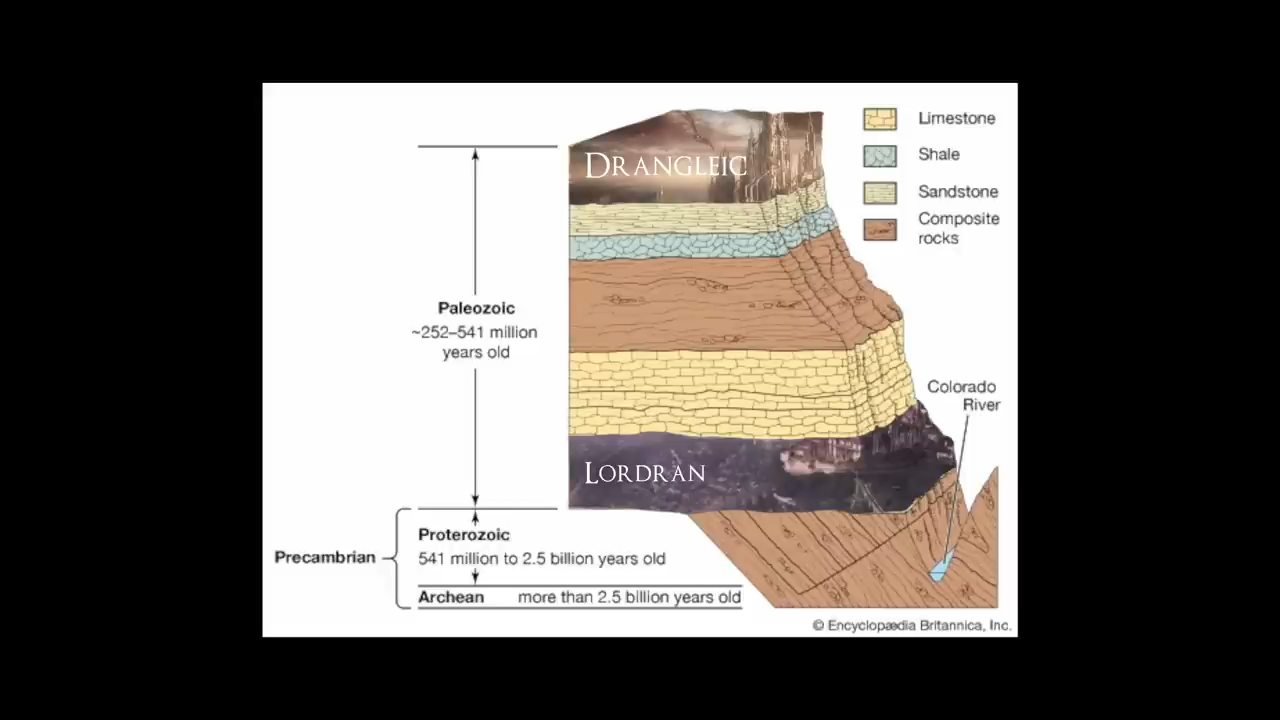 DRANGLEIC
LORDRAN
Limestone
Shale
Sandstone
Composite
rocks
Colorado
River
Paleozoic
~252–541 million
years old
Precambrian
Proterozoic
541 million to 2.5 billion years old
Archean more than 2.5 billion years old
© Encyclopædia Britannica, Inc.